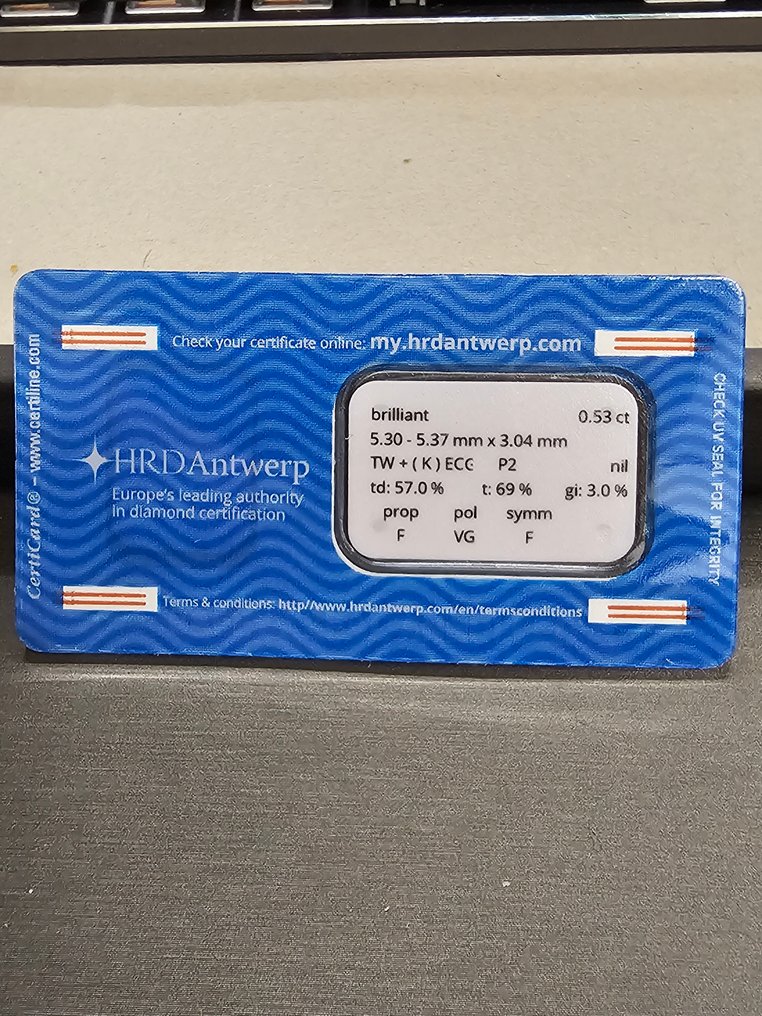 Check your certificate online: my.hrdantwerp.com
CertiCard® - www.certiline.com
HRDAntwerp
Europe's leading authority
in diamond certification
brilliant 0.53 ct
5.30 - 5.37 mm x 3.04 mm
TW + ( K ) ECG P2 nil
td: 57.0 % t: 69 % gi: 3.0 %
prop pol symm
F VG F
CHECK UV SEAL FOR INTEGRITY
Terms & conditions: http//www.hrdantwerp.com/en/termsconditions